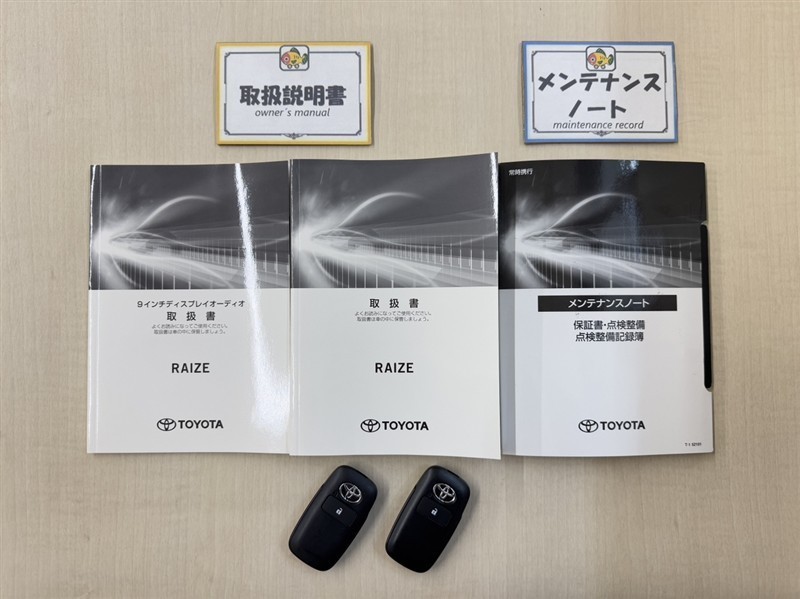 取扱説明書
owner's manual
メンテナンス
ノート
maintenance record
9インチディスプレイオーディオ
取扱書
よくお読みになってご使用ください。
取扱書は車の中に保管しましょう。
RAIZE
TOYOTA
取扱書
よくお読みになってご使用ください。
取扱書は車の中に保管しましょう。
RAIZE
TOYOTA
常時携行
メンテナンスノート
保証書・点検整備
点検整備記録簿
TOYOTA